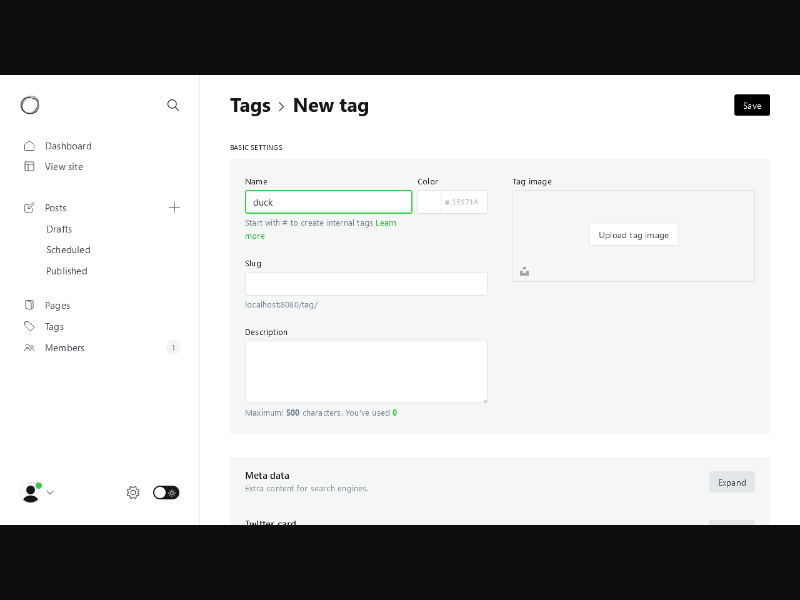 Tags
New tag
Save
Dashboard
View site
Posts
Drafts
Scheduled
Published
Pages
Tags
Members
1
BASIC SETTINGS
Name
duck
Start with # to create internal tags Learn
more
Color
# 15171A
Slug
localhost:8080/tag/
Description
Maximum: 500 characters. You've used 0
Tag image
Upload tag image
Meta data
Extra content for search engines.
Expand
Twitter card